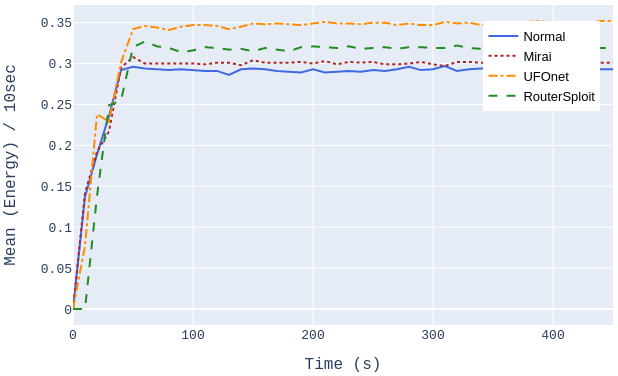 0.35
0.3
0.25
0.2
0.15
0.1
0.05
0
Mean (Energy) / 10sec
Normal
Mirai
UFOnet
RouterSploit
0 100 200 300 400
Time (s)